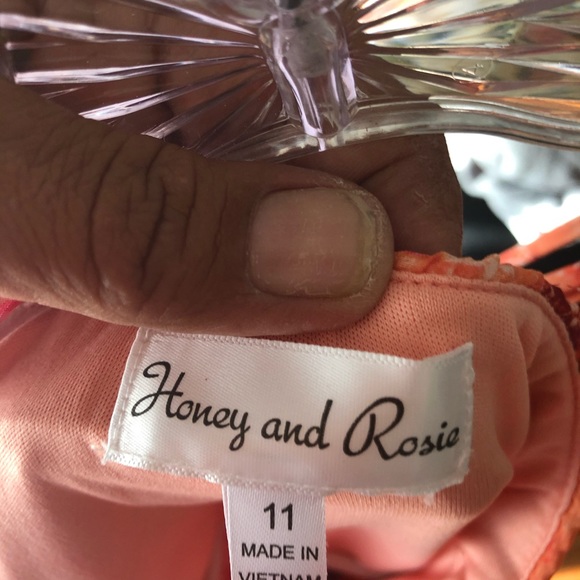 Honey and Rosie
11
MADE IN
VIETNAM